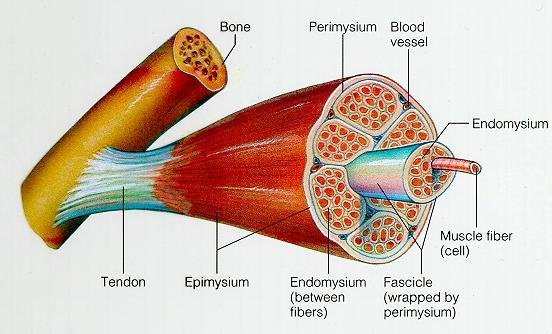 Bone
Perimysium
Blood
vessel
Endomysium
Muscle fiber
(cell)
Tendon
Epimysium
Endomysium
(between
fibers)
Fascicle
(wrapped by
perimysium)